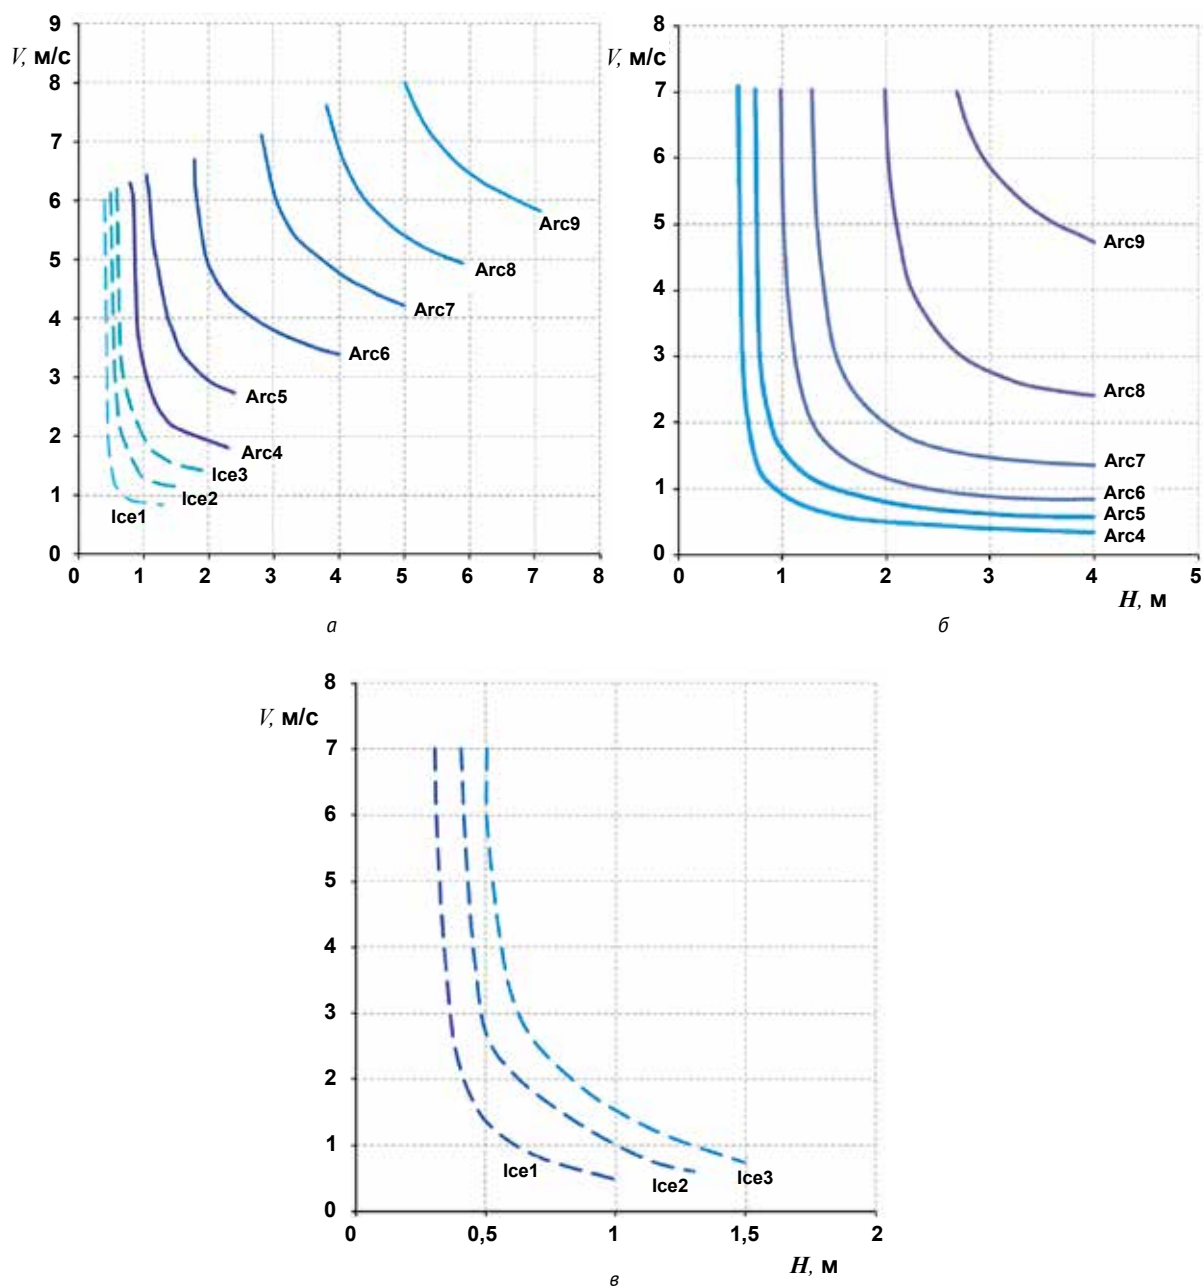 9
V, м/с
8
7
6
5
4
3
2
1
0
0 1 2 3 4 5 6 7 8
Arc9
Arc8
Arc7
Arc6
Arc5
Arc4
Ice3
Ice2
Ice1
а
8
V, м/с
7
6
5
4
3
2
1
0
0 1 2 3 4 5
Arc9
Arc8
Arc7
Arc6
Arc5
Arc4
H, м
б
8
V, м/с
7
6
5
4
3
2
1
0
0 0,5 1 1,5 2
Ice1
Ice2
Ice3
H, м
в